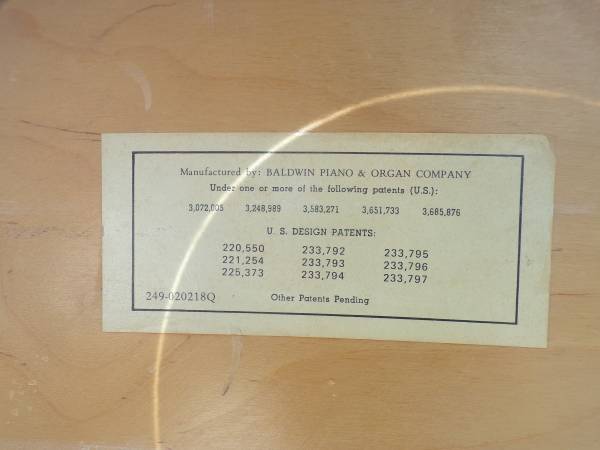 Manufactured by: BALDWIN PIANO & ORGAN COMPANY
Under one or more of the following patents (U.S.):
3,072,005 3,248,989 3,583,271 3,651,733 3,685,876
U. S. DESIGN PATENTS:
220,550 233,792 233,795
221,254 233,793 233,796
225,373 233,794 233,797
249-020218Q Other Patents Pending